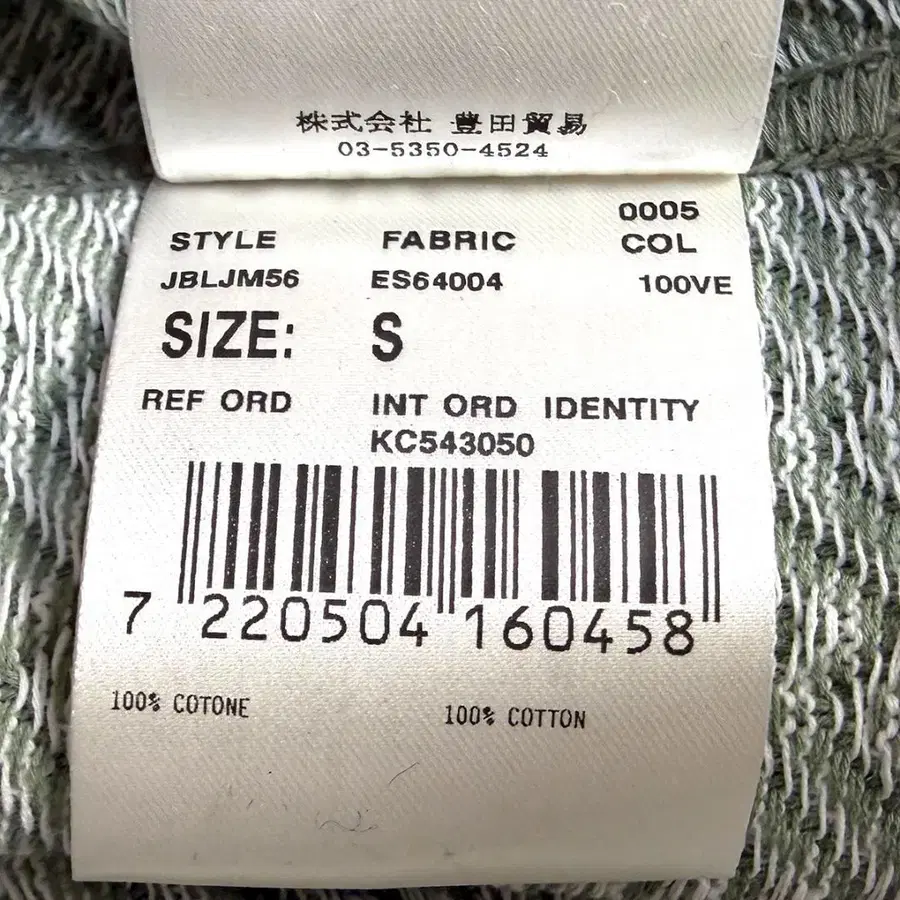 株式会社 豊田貿易
03-5350-4524
0005
STYLE FABRIC COL
JBLJM56 ES64004 100VE
SIZE: S
REF ORD INT ORD IDENTITY
KC543050
7 220504 160458
100% COTONE 100% COTTON